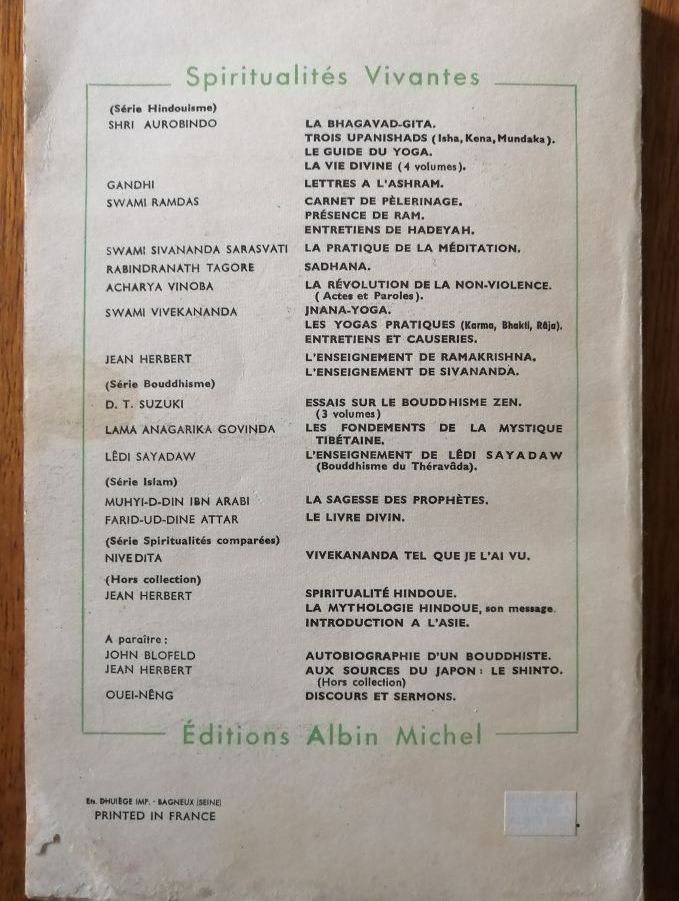 Spiritualités Vivantes
(Série Hindouisme)
SHRI AUROBINDO LA BHAGAVAD-GITA.
TROIS UPANISHADS (Isha, Kena, Mundaka).
LE GUIDE DU YOGA.
LA VIE DIVINE (4 volumes).
GANDHI LETTRES A L'ASHRAM.
SWAMI RAMDAS CARNET DE PÈLERINAGE.
PRÉSENCE DE RAM.
ENTRETIENS DE HADEYAH.
SWAMI SIVANANDA SARASVATI LA PRATIQUE DE LA MÉDITATION.
RABINDRANATH TAGORE SADHANA.
ACHARYA VINOBA LA RÉVOLUTION DE LA NON-VIOLENCE.
(Actes et Paroles).
SWAMI VIVEKANANDA JNANA-YOGA.
LES YOGAS PRATIQUES (Karma, Bhakti, Râja).
ENTRETIENS ET CAUSERIES.
JEAN HERBERT L'ENSEIGNEMENT DE RAMAKRISHNA.
L'ENSEIGNEMENT DE SIVANANDA.
(Série Bouddhisme)
D. T. SUZUKI ESSAIS SUR LE BOUDDHISME ZEN.
(3 volumes)
LAMA ANAGARIKA GOVINDA LES FONDEMENTS DE LA MYSTIQUE
TIBÉTAINE.
LÊDI SAYADAW L'ENSEIGNEMENT DE LÊDI SAYADAW
(Bouddhisme du Théravâda).
(Série Islam)
MUHYI-D-DIN IBN ARABI LA SAGESSE DES PROPHÈTES.
FARID-UD-DINE ATTAR LE LIVRE DIVIN.
(Série Spiritualités comparées)
NIVEDITA VIVEKANANDA TEL QUE JE L'AI VU.
(Hors collection)
JEAN HERBERT SPIRITUALITÉ HINDOUE.
LA MYTHOLOGIE HINDOUE, son message.
INTRODUCTION A L'ASIE.
A paraître :
JOHN BLOFELD AUTOBIOGRAPHIE D'UN BOUDDHISTE.
JEAN HERBERT AUX SOURCES DU JAPON : LE SHINTO.
(Hors collection)
OUEI-NÊNG DISCOURS ET SERMONS.
Éditions Albin Michel
Ets. DHUIÈGE IMP. - BAGNEUX (SEINE)
PRINTED IN FRANCE